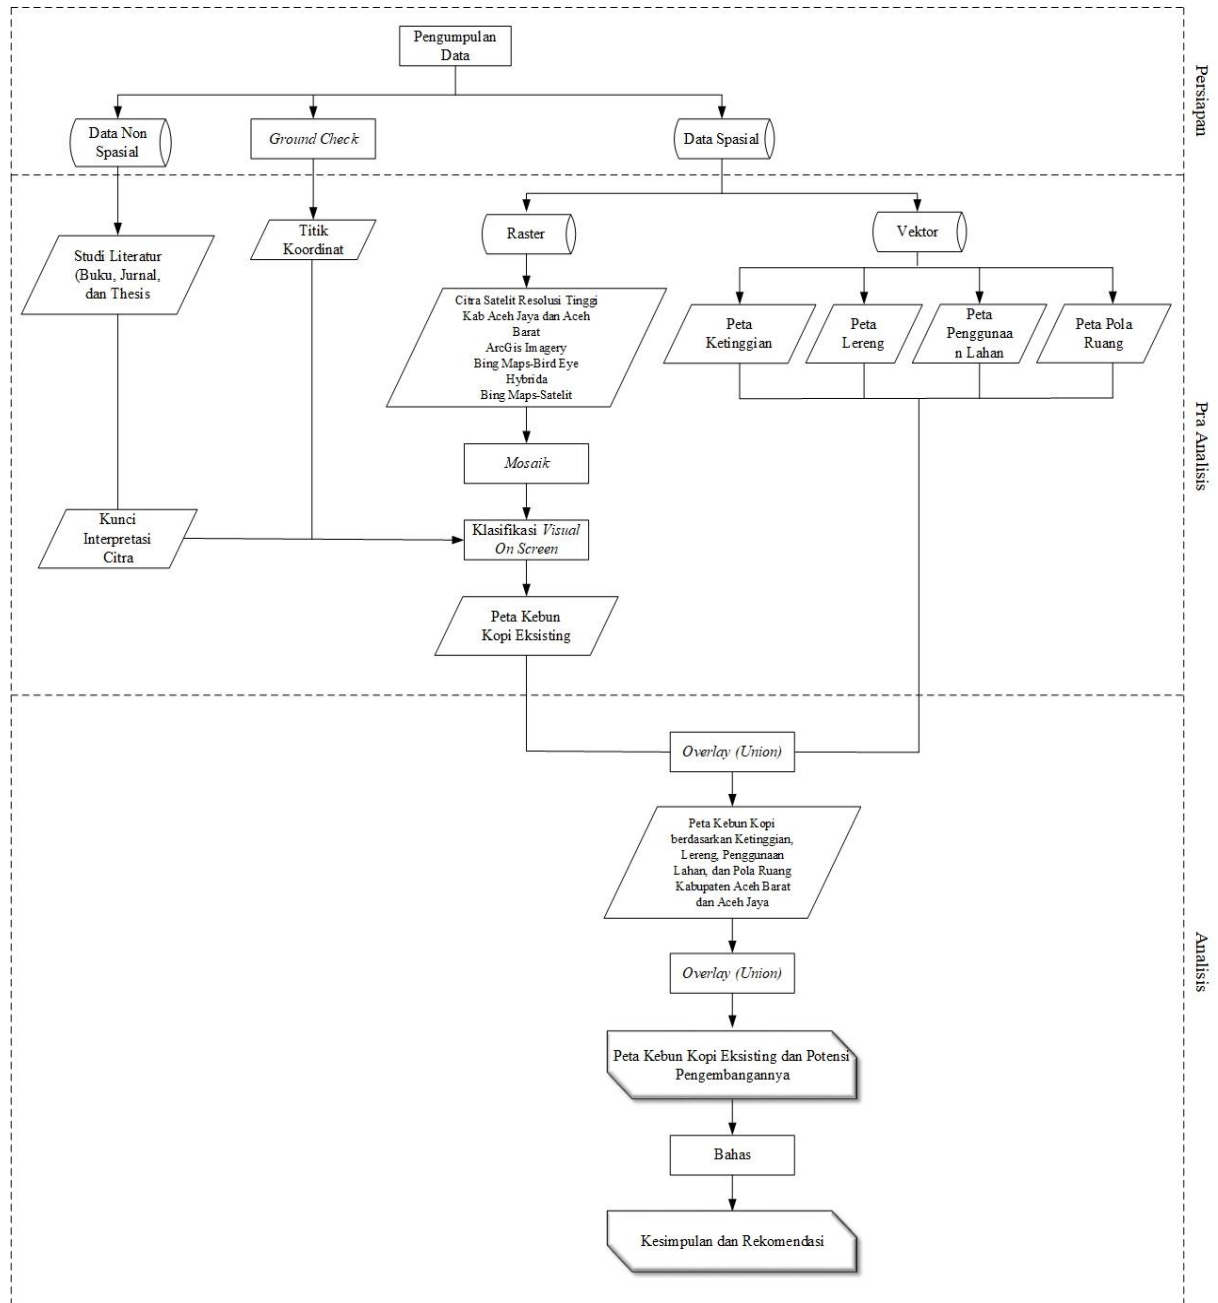 Pengumpulan
Data
Persiapan
Data Non
Spasial
Ground Check
Data Spasial
Titik
Koordinat
Raster
Vektor
Studi Literatur
(Buku, Jurnal,
dan Thesis
Citra Satelit Resolusi Tinggi
Kab Aceh Jaya dan Aceh
Barat
ArcGis Imagery
Bing Maps-Bird Eye
Hybrida
Bing Maps-Satelit
Peta
Ketinggian
Peta
Lereng
Peta
Penggunaa
n Lahan
Peta Pola
Ruang
Pra Analisis
Mosaik
Kunci
Interpretasi
Citra
Klasifikasi Visual
On Screen
Peta Kebun
Kopi Eksisting
Overlay (Union)
Peta Kebun Kopi
berdasarkan Ketinggian,
Lereng, Penggunaan
Lahan, dan Pola Ruang
Kabupaten Aceh Barat
dan Aceh Jaya
Analisis
Overlay (Union)
Peta Kebun Kopi Eksisting dan Potensi
Pengembangannya
Bahas
Kesimpulan dan Rekomendasi